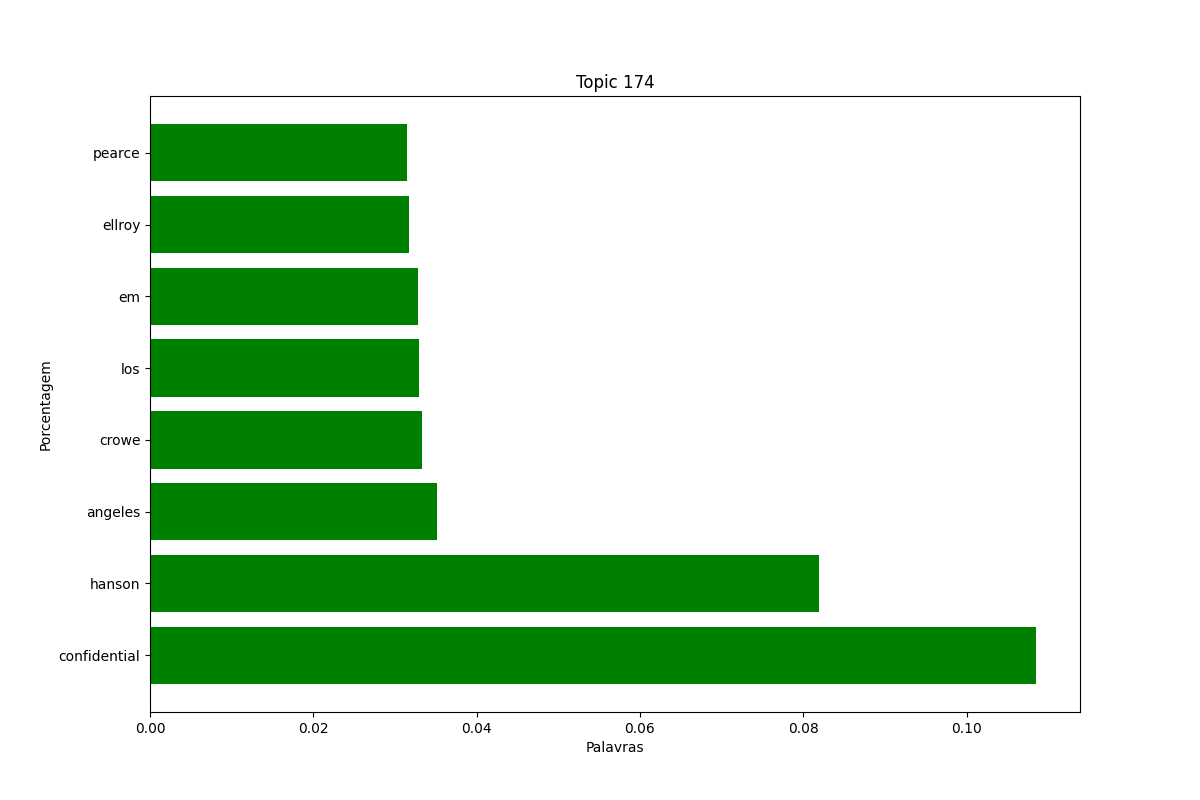 Topic 174
pearce
ellroy
em
los
crowe
angeles
hanson
confidential
Porcentagem
0.00 0.02 0.04 0.06 0.08 0.10
Palavras